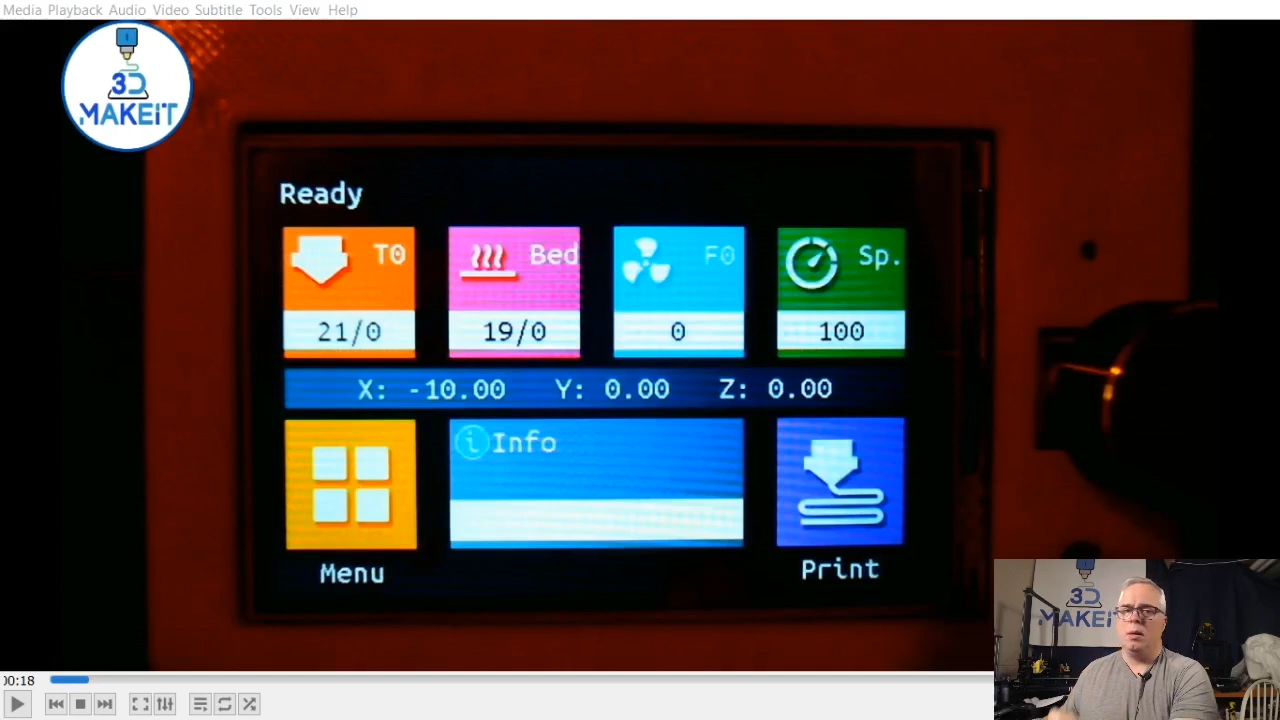 Media Playback Audio Video Subtitle Tools View Help
3D
MAKEiT
Ready
T0
Bed
F0
Sp.
21/0
19/0
0
100
X: -10.00 Y: 0.00 Z: 0.00
Info
Menu
Print
3D
MAKEiT
00:18